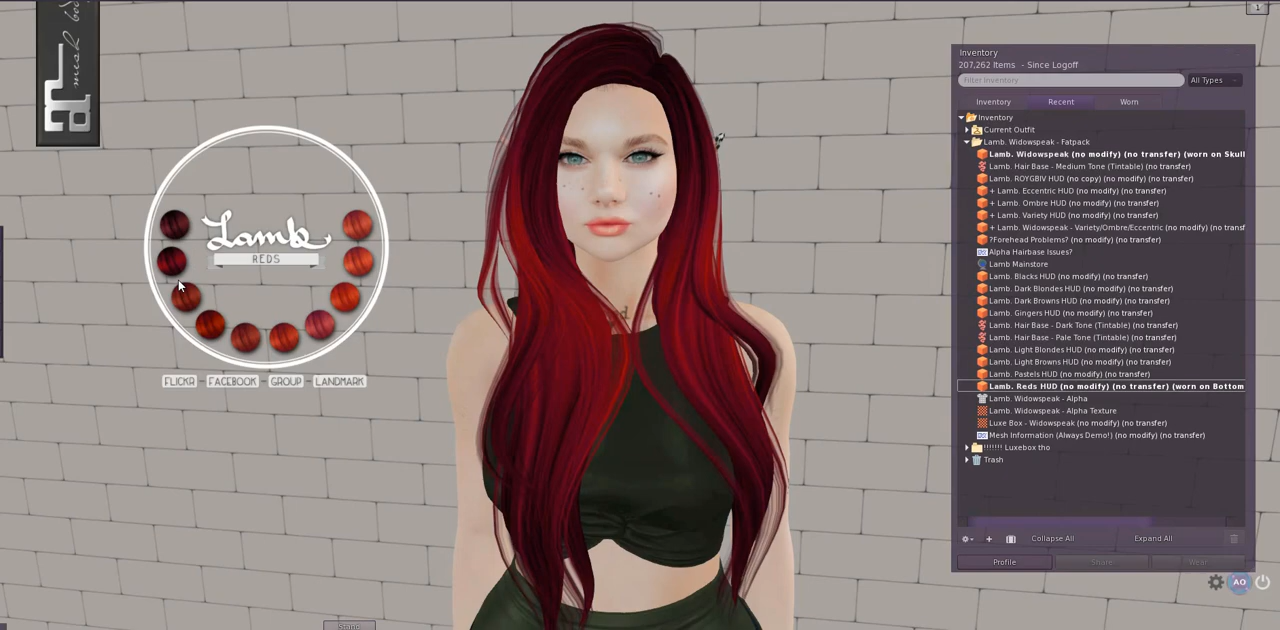 1
mesh
Lamb
REDS
FLICKR - FACEBOOK - GROUP - LANDMARK
Stand
Inventory
207,262 Items - Since Logoff
Filter Inventory
All Types
Inventory
Recent
Worn
Inventory
Current Outfit
Lamb. Widowspeak - Fatpack
Lamb. Widowspeak (no modify) (no transfer) (worn on Skull
Lamb. Hair Base - Medium Tone (Tintable) (no transfer)
Lamb. ROYGBIV HUD (no copy) (no modify) (no transfer)
+ Lamb. Eccentric HUD (no modify) (no transfer)
+ Lamb. Ombre HUD (no modify) (no transfer)
+ Lamb. Variety HUD (no modify) (no transfer)
+ Lamb. Widowspeak - Variety/Ombre/Eccentric (no modify) (no transf
?Forehead Problems? (no modify) (no transfer)
Alpha Hairbase Issues?
Lamb Mainstore
Lamb. Blacks HUD (no modify) (no transfer)
Lamb. Dark Blondes HUD (no modify) (no transfer)
Lamb. Dark Browns HUD (no modify) (no transfer)
Lamb. Gingers HUD (no modify) (no transfer)
Lamb. Hair Base - Dark Tone (Tintable) (no transfer)
Lamb. Hair Base - Pale Tone (Tintable) (no transfer)
Lamb. Light Blondes HUD (no modify) (no transfer)
Lamb. Light Browns HUD (no modify) (no transfer)
Lamb. Pastels HUD (no modify) (no transfer)
Lamb. Reds HUD (no modify) (no transfer) (worn on Bottom
Lamb. Widowspeak - Alpha
Lamb. Widowspeak - Alpha Texture
Luxe Box - Widowspeak (no modify) (no transfer)
Mesh Information (Always Demo!) (no modify) (no transfer)
!!!!!!! Luxebox tho
Trash
Collapse All
Expand All
Profile
Share
Wear
AO